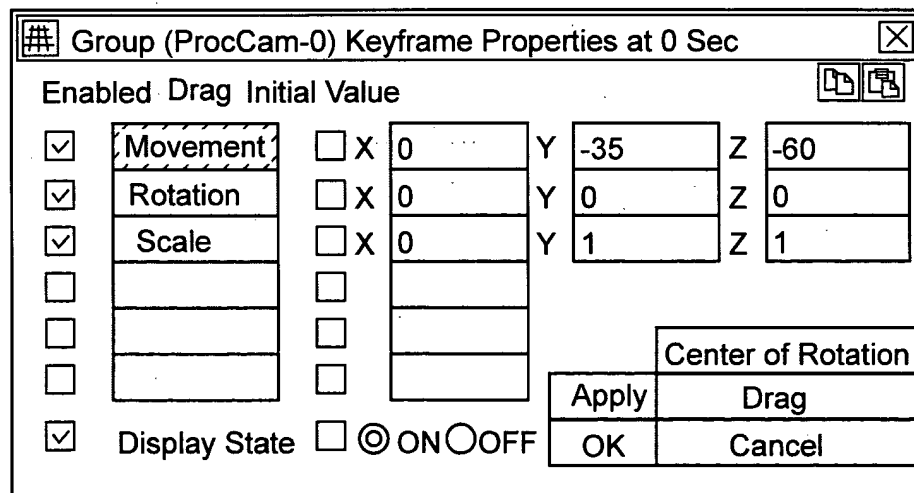 Group (ProcCam-0) Keyframe Properties at 0 Sec
Enabled Drag Initial Value
Movement X 0 Y -35 Z -60
Rotation X 0 Y 0 Z 0
Scale X 0 Y 1 Z 1
Center of Rotation
Apply Drag
Display State ON OFF OK Cancel